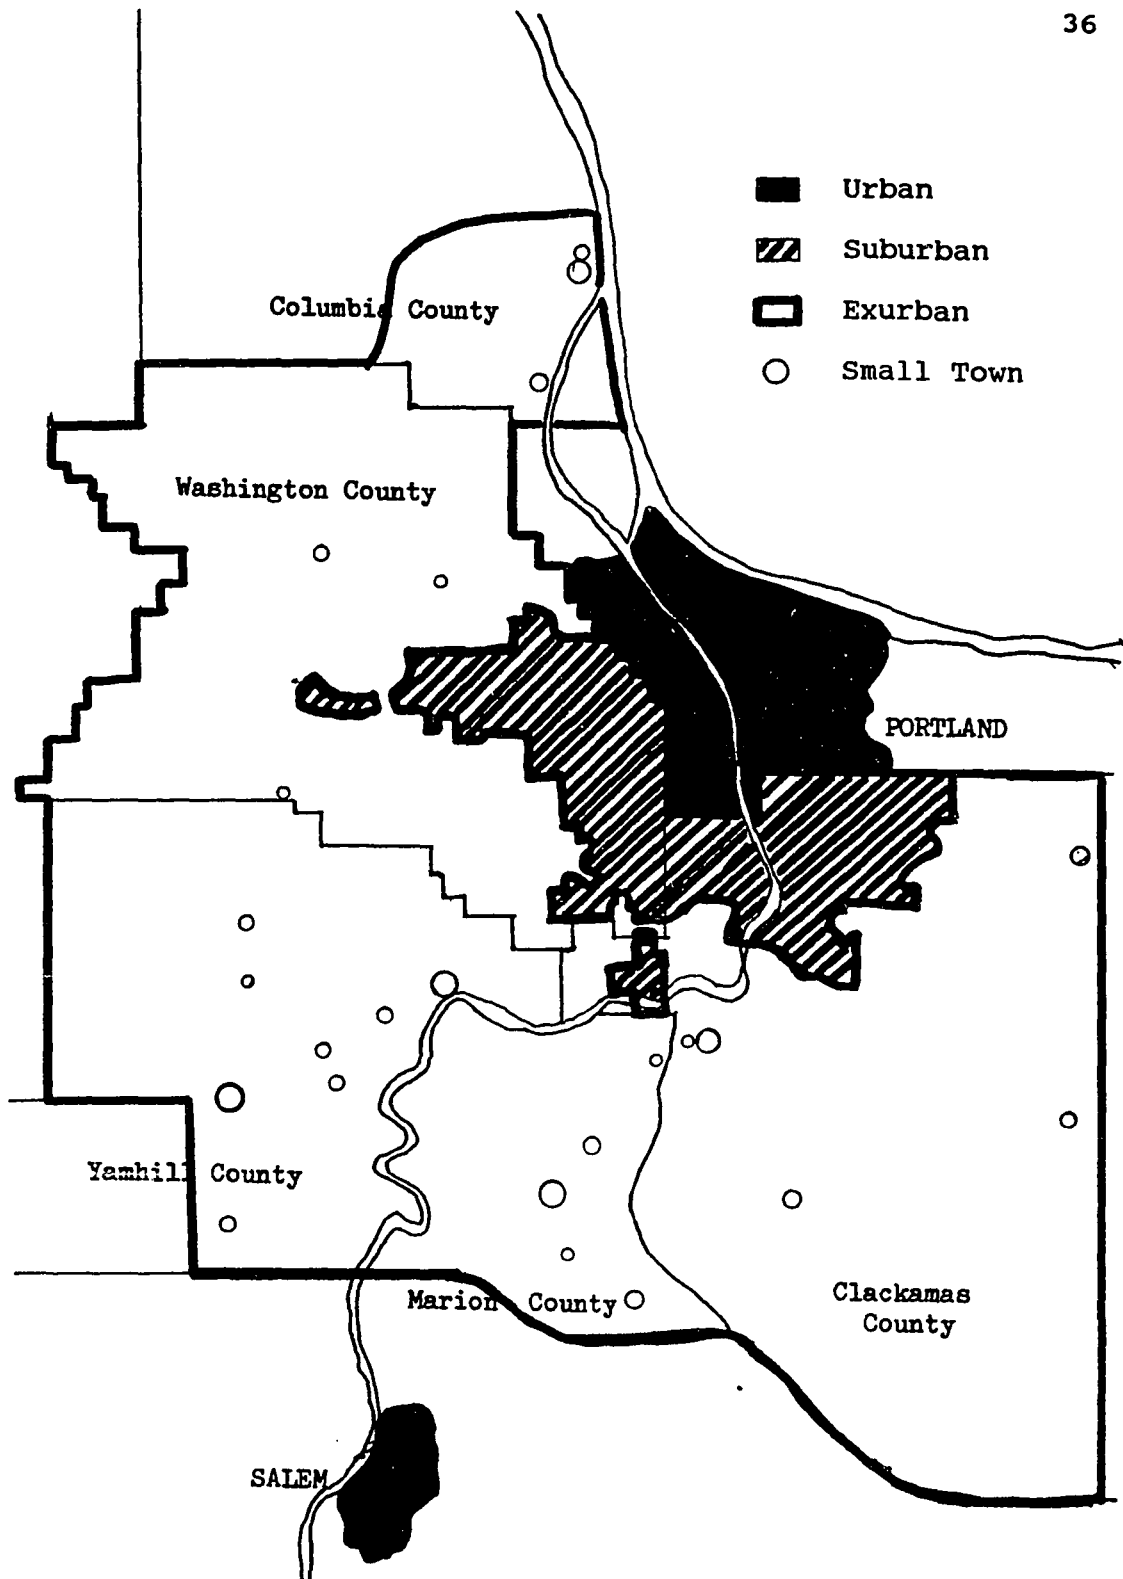 36
Urban
Suburban
Exurban
Small Town
Columbia County
Washington County
PORTLAND
Yamhill County
Marion County
Clackamas
County
SALEM